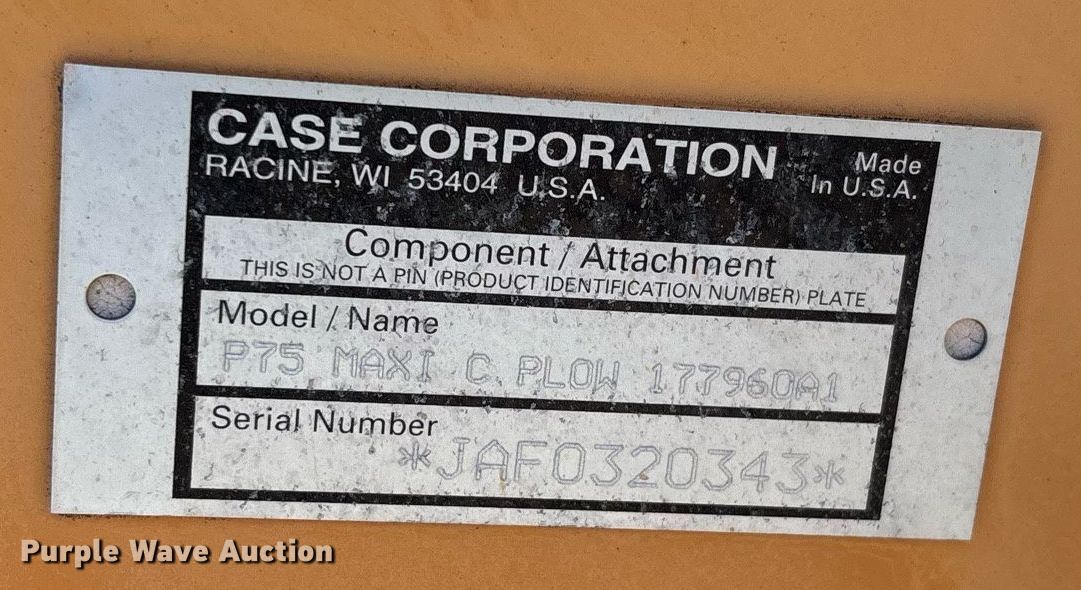 CASE CORPORATION
RACINE, WI 53404 U.S.A.
Made
In U.S.A.
Component / Attachment
THIS IS NOT A PIN (PRODUCT IDENTIFICATION NUMBER) PLATE
Model / Name
P75 MAXI C PLOW 177960A1
Serial Number
*JAF0320343*
Purple Wave Auction